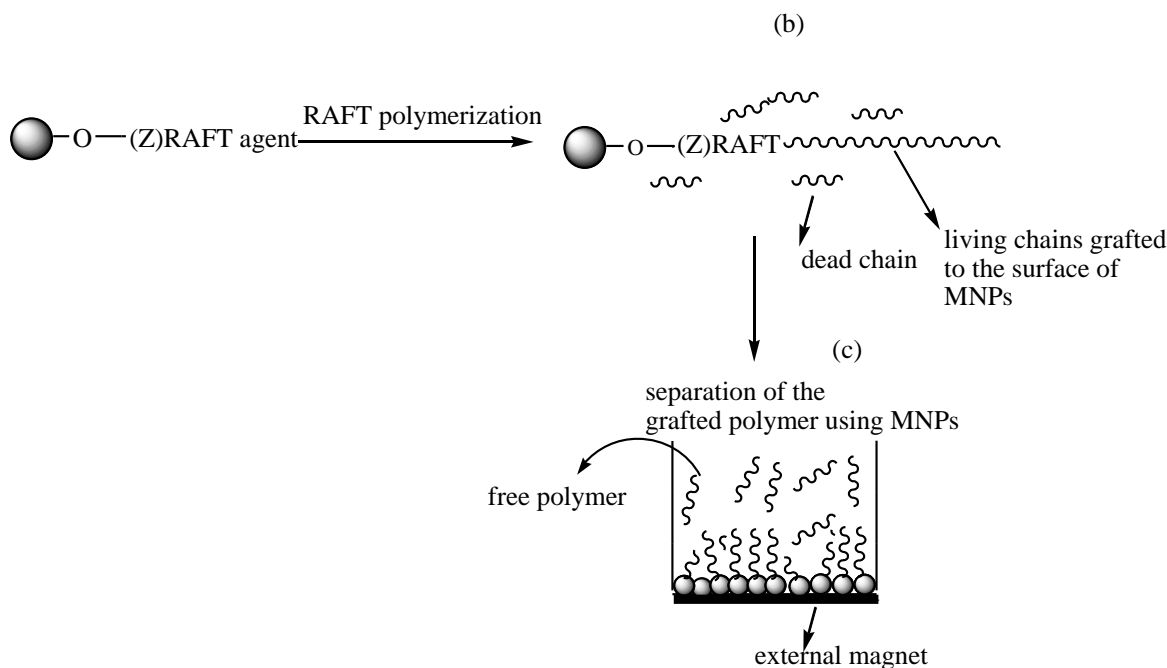 (b)
RAFT polymerization
O
(Z)RAFT agent
O
(Z)RAFT
dead chain
living chains grafted
to the surface of
MNPs
(c)
separation of the
grafted polymer using MNPs
free polymer
external magnet